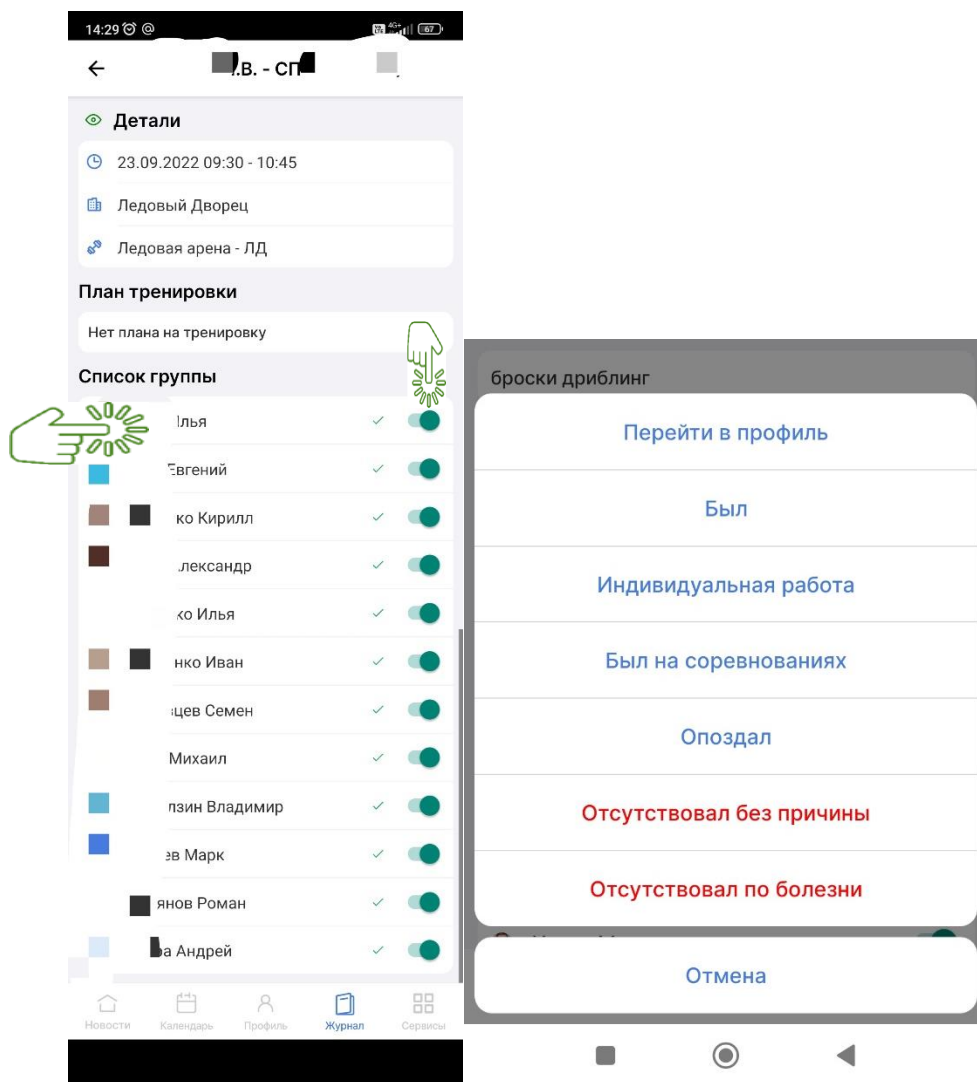 14:29 @ 4G+ 67
.В. - СП
Детали
23.09.2022 09:30 - 10:45
Ледовый Дворец
Ледовая арена - ЛД
План тренировки
Нет плана на тренировку
Список группы
Илья
Евгений
ко Кирилл
лександр
ко Илья
нко Иван
цев Семен
Михаил
лзин Владимир
ев Марк
янов Роман
ра Андрей
Новости Календарь Профиль Журнал Сервисы
броски дриблинг
Перейти в профиль
Был
Индивидуальная работа
Был на соревнованиях
Опоздал
Отсутствовал без причины
Отсутствовал по болезни
Отмена